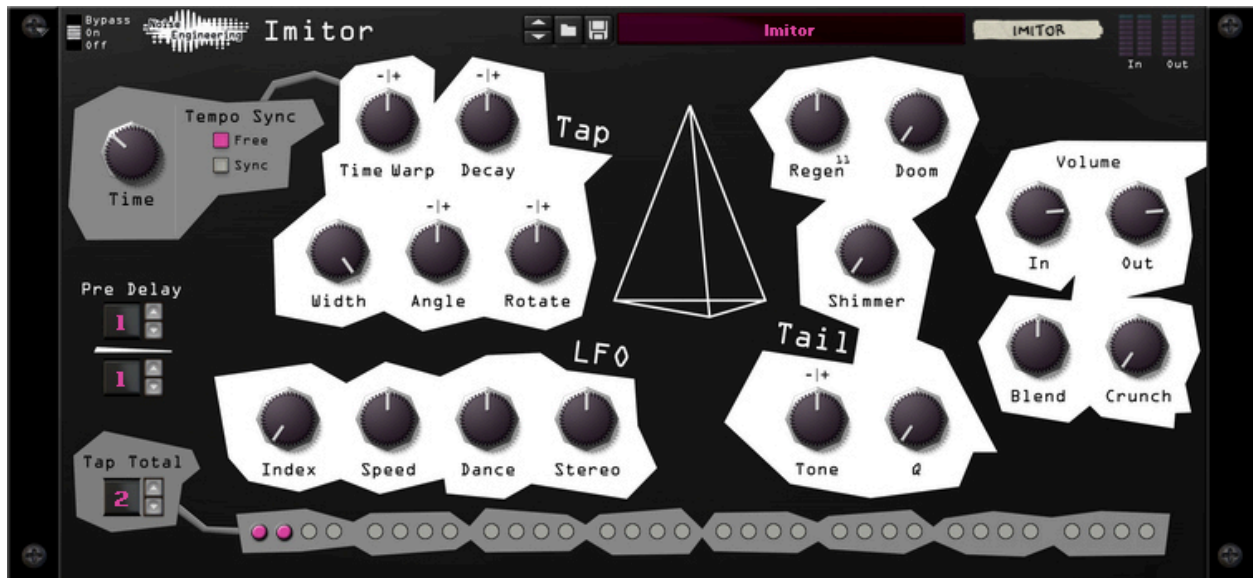 Bypass
On
Off
Noise
Engineering
Imitor
Imitor
IMITOR
In
Out
Tempo Sync
Free
Sync
Time
-|+
-|+
Time Warp
Decay
Tap
-|+
-|+
Width
Angle
Rotate
Regen
11
Doom
Shimmer
Volume
In
Out
Blend
Crunch
Pre Delay
1
1
LFO
Index
Speed
Dance
Stereo
Tail
-|+
Tone
Q
Tap Total
2